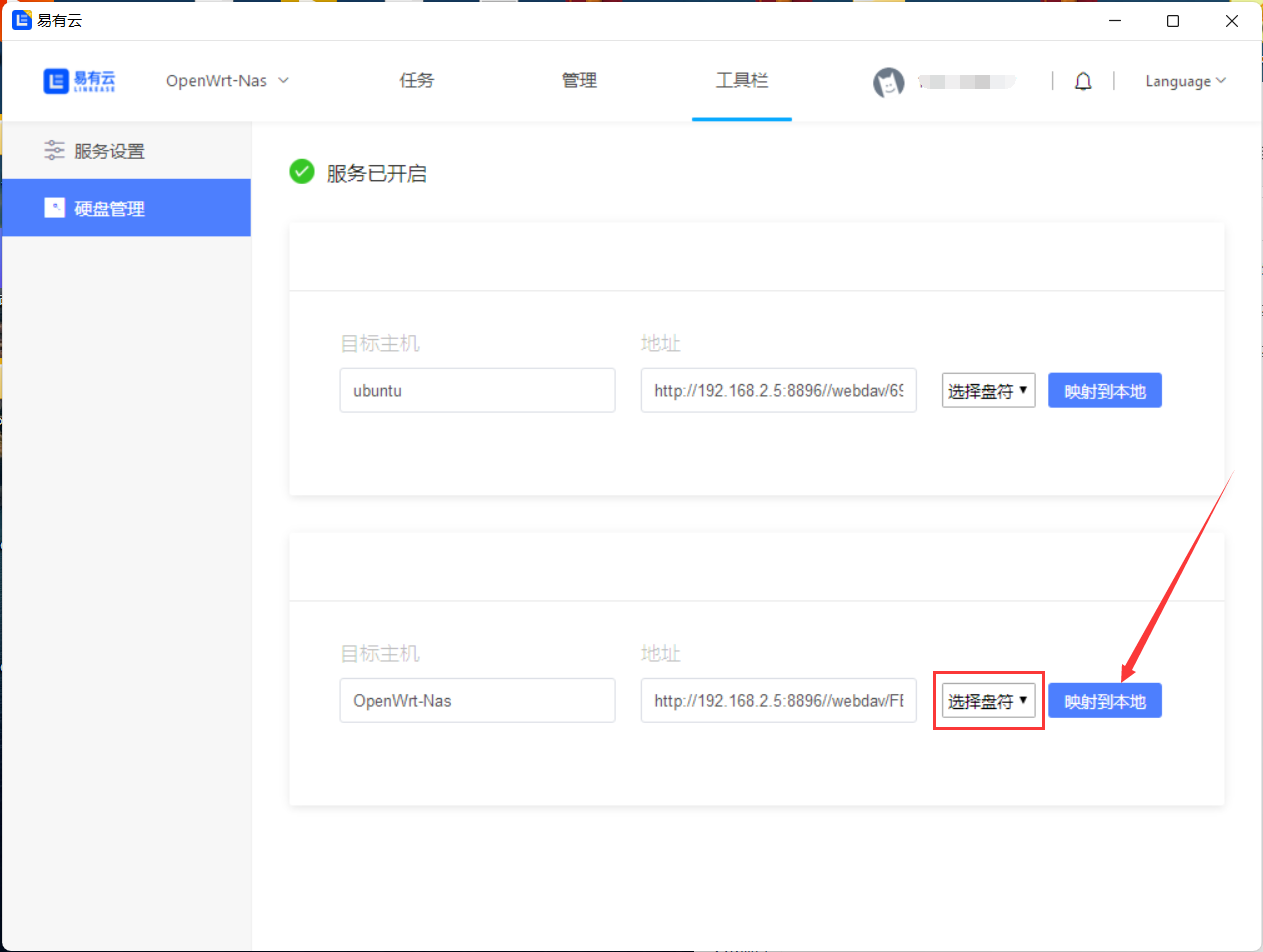 易有云
易有云 LINKEASE
OpenWrt-Nas
任务
管理
工具栏
Language
服务设置
硬盘管理
服务已开启
目标主机
地址
ubuntu
http://192.168.2.5:8896//webdav/69
选择盘符
映射到本地
目标主机
地址
OpenWrt-Nas
http://192.168.2.5:8896//webdav/FE
选择盘符
映射到本地